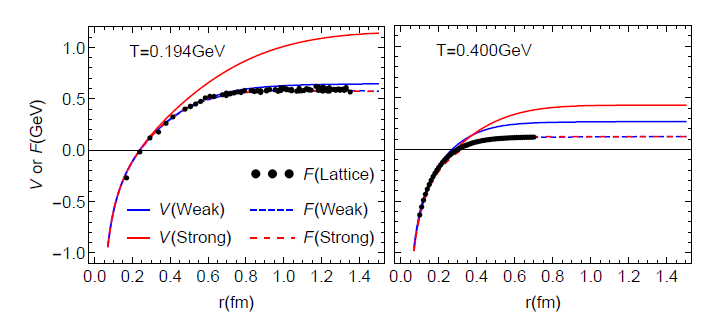 T=0.194GeV
T=0.400GeV
V or F(GeV)
1.0
0.5
0.0
−0.5
−1.0
F(Lattice)
V(Weak)
F(Weak)
V(Strong)
F(Strong)
0.0 0.2 0.4 0.6 0.8 1.0 1.2 1.4
0.0 0.2 0.4 0.6 0.8 1.0 1.2 1.4
r(fm)
r(fm)